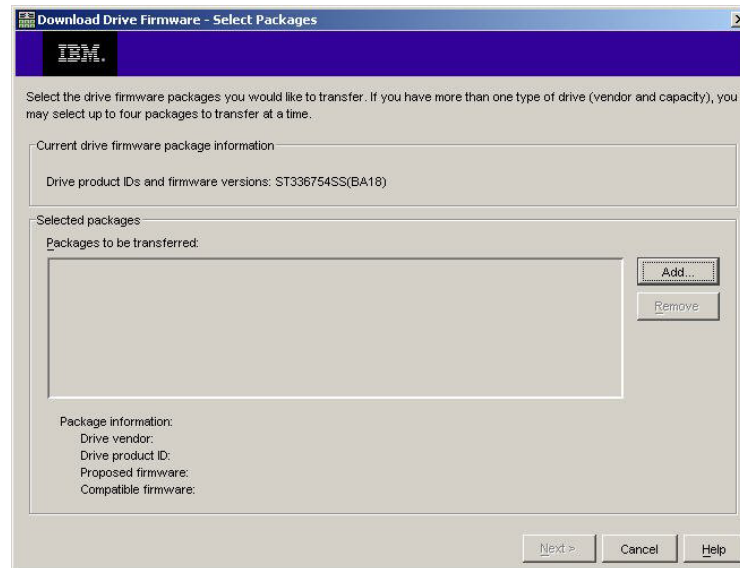 Download Drive Firmware - Select Packages
IBM.
Select the drive firmware packages you would like to transfer. If you have more than one type of drive (vendor and capacity), you
may select up to four packages to transfer at a time.
Current drive firmware package information
Drive product IDs and firmware versions: ST336754SS(BA18)
Selected packages
Packages to be transferred:
Add...
Remove
Package information:
Drive vendor:
Drive product ID:
Proposed firmware:
Compatible firmware:
Next >
Cancel
Help